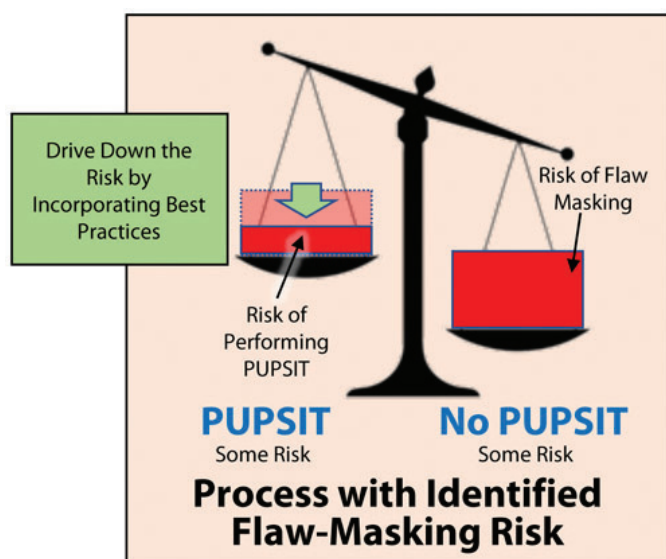 Drive Down the
Risk by
Incorporating Best
Practices
Risk of Flaw
Masking
Risk of
Performing
PUPSIT
PUPSIT
Some Risk
No PUPSIT
Some Risk
Process with Identified
Flaw-Masking Risk